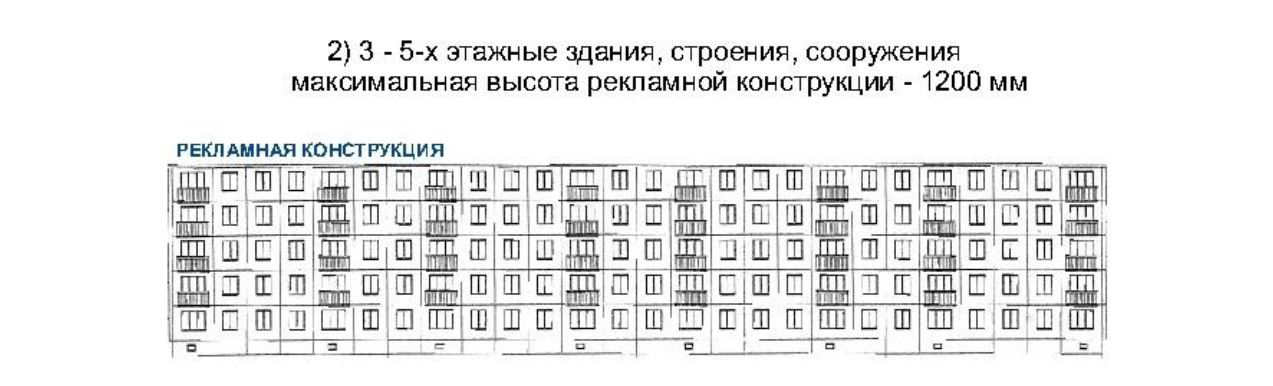 2) 3 - 5-х этажные здания, строения, сооружения
максимальная высота рекламной конструкции - 1200 мм
РЕКЛАМНАЯ КОНСТРУКЦИЯ